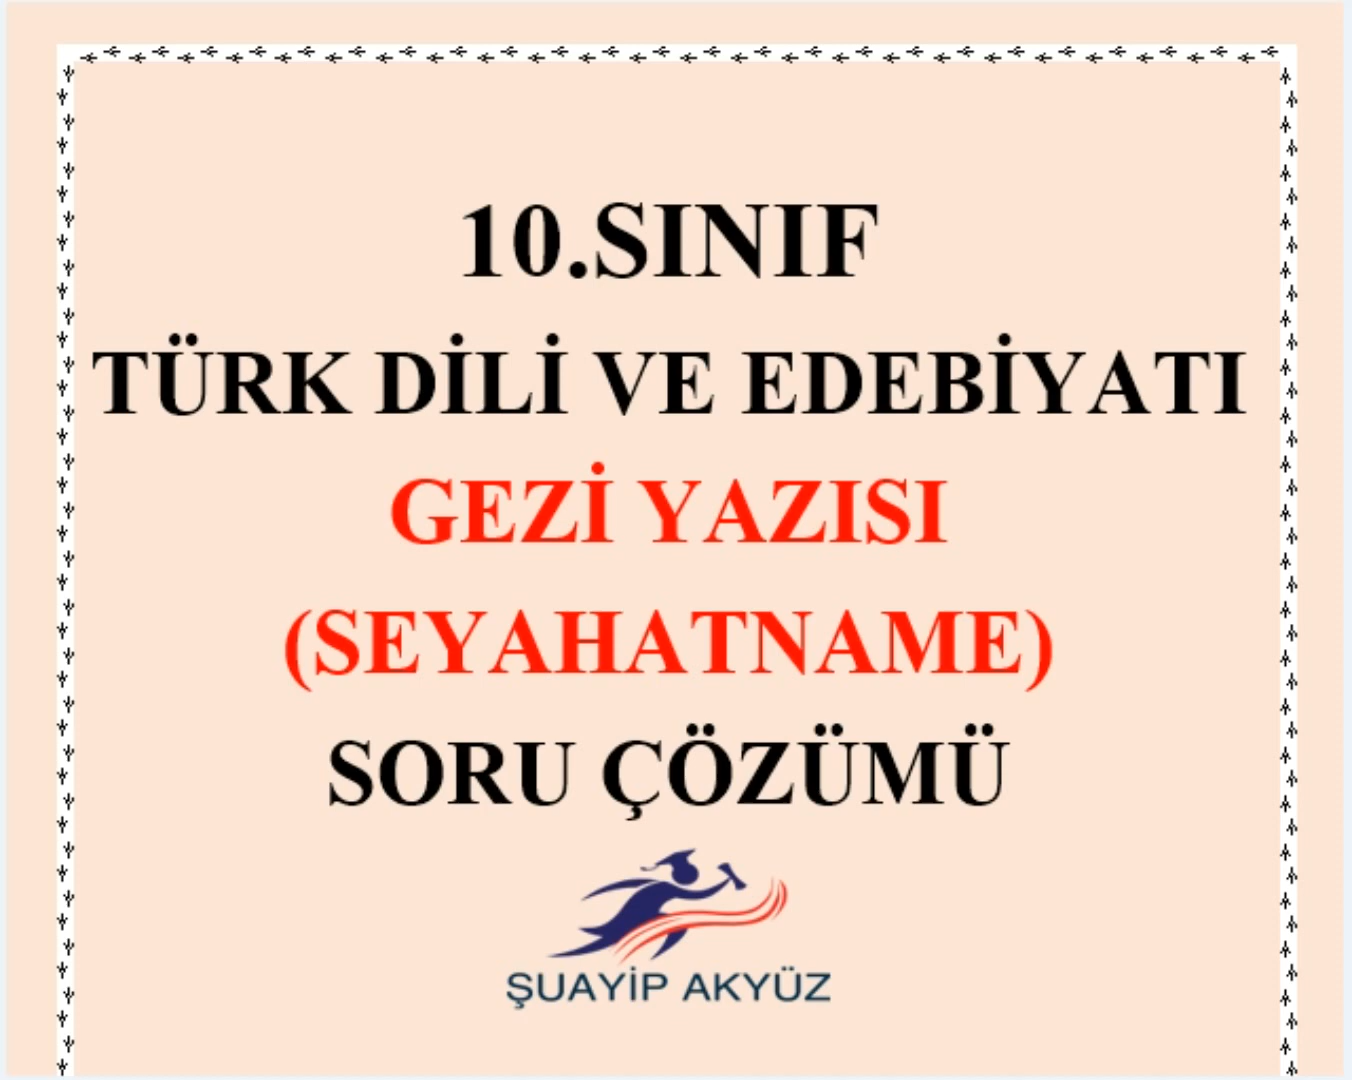 10.SINIF
TÜRK DİLİ VE EDEBİYATI
GEZİ YAZISI
(SEYAHATNAME)
SORU ÇÖZÜMÜ
ŞUAYİP AKYÜZ